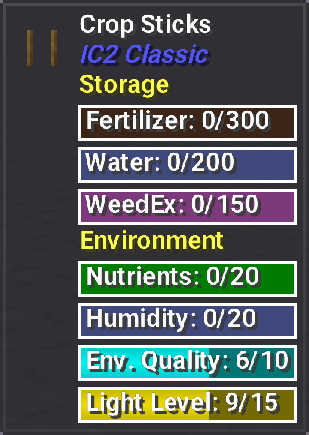 Crop Sticks
IC2 Classic
Storage
Fertilizer: 0/300
Water: 0/200
WeedEx: 0/150
Environment
Nutrients: 0/20
Humidity: 0/20
Env. Quality: 6/10
Light Level: 9/15